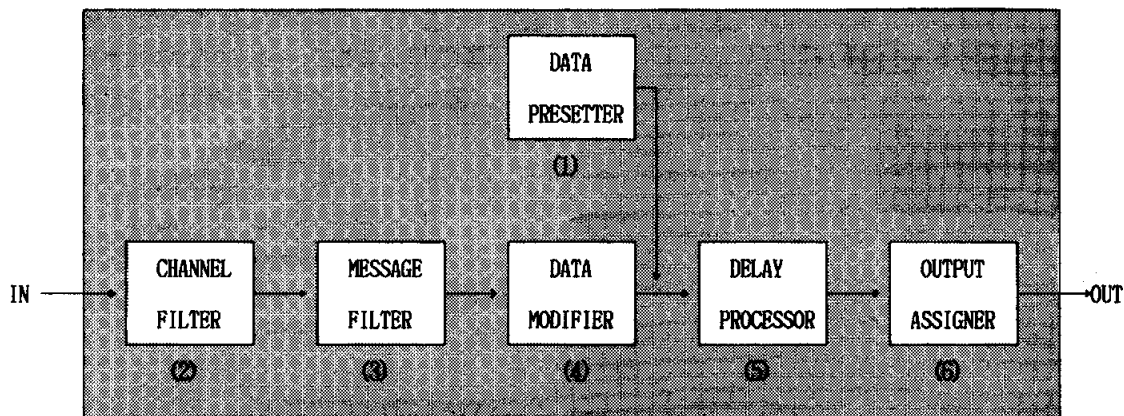 DATA
PRESETTER
(1)
IN
CHANNEL
FILTER
(2)
MESSAGE
FILTER
(3)
DATA
MODIFIER
(4)
DELAY
PROCESSOR
(5)
OUTPUT
ASSIGNER
(6)
OUT